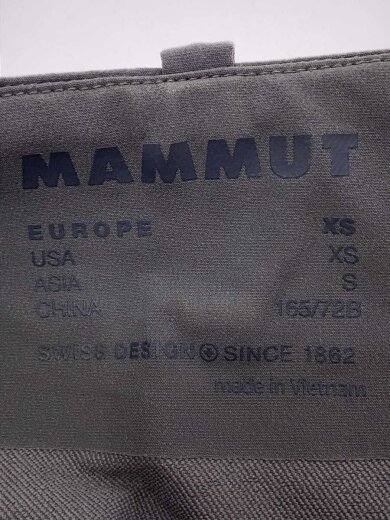 MAMMUT
EUROPE XS
USA XS
ASIA S
CHINA 165/72B
SWISS DESIGN SINCE 1862
made in Vietnam